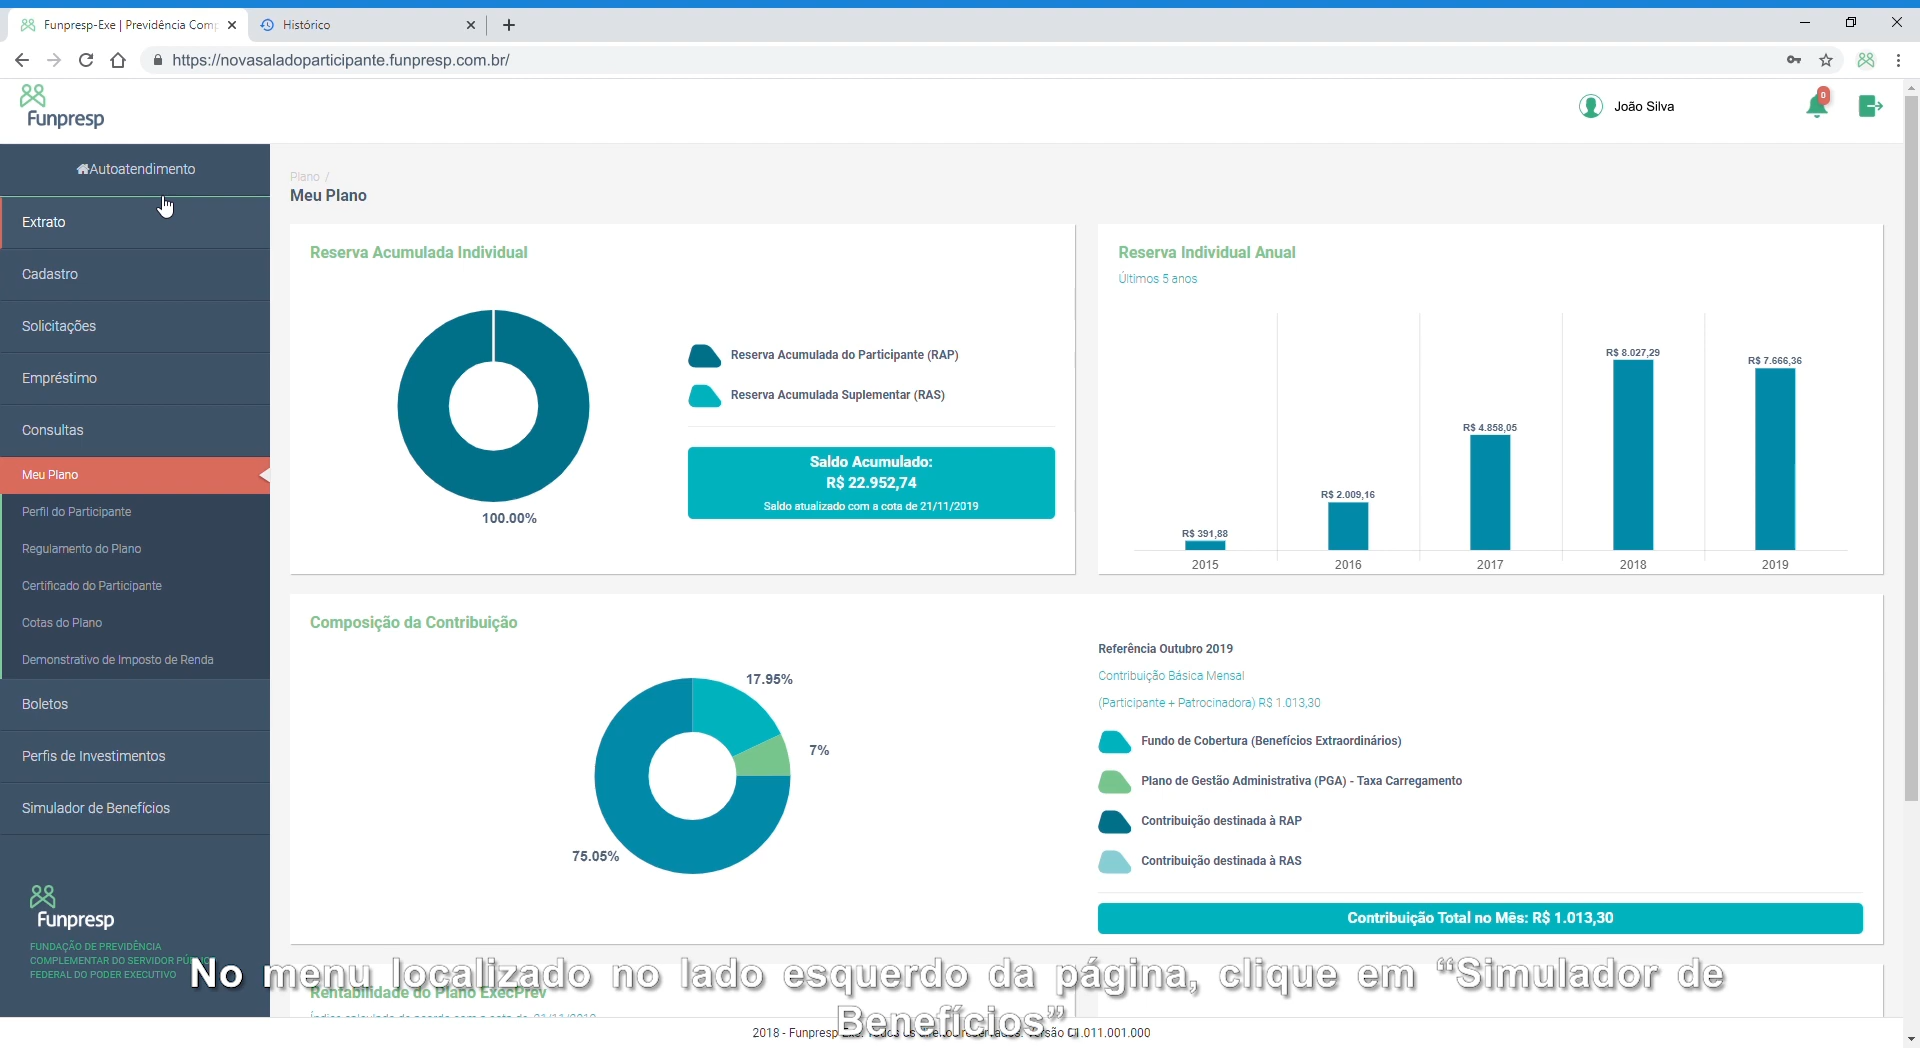 Funpresp-Exe | Previdência Comp
Histórico
https://novasaladoparticipante.funpresp.com.br/
Funpresp
João Silva
0
Autoatendimento
Extrato
Cadastro
Solicitações
Empréstimo
Consultas
Meu Plano
Perfil do Participante
Regulamento do Plano
Certificado do Participante
Cotas do Plano
Demonstrativo de Imposto de Renda
Boletos
Perfis de Investimentos
Simulador de Benefícios
Funpresp
FUNDAÇÃO DE PREVIDÊNCIA
COMPLEMENTAR DO SERVIDOR
FEDERAL DO PODER EXECUTIVO
Plano /
Meu Plano
Reserva Acumulada Individual
100.00%
Reserva Acumulada do Participante (RAP)
Reserva Acumulada Suplementar (RAS)
Saldo Acumulado:
R$ 22.952,74
Saldo atualizado com a cota de 21/11/2019
Reserva Individual Anual
Últimos 5 anos
R$ 391,88
R$ 2.009,16
R$ 4.858,05
R$ 8.027,29
R$ 7.666,36
2015 2016 2017 2018 2019
Composição da Contribuição
17.95%
7%
75.05%
Referência Outubro 2019
Contribuição Básica Mensal
(Participante + Patrocinadora) R$ 1.013,30
Fundo de Cobertura (Benefícios Extraordinários)
Plano de Gestão Administrativa (PGA) - Taxa Carregamento
Contribuição destinada à RAP
Contribuição destinada à RAS
Contribuição Total no Mês: R$ 1.013,30
Rentabilidade do Plano ExecPrev
No menu localizado no lado esquerdo da página, clique em “Simulador de
Benefícios”.
2018 - Funpresp
01.011.001.000